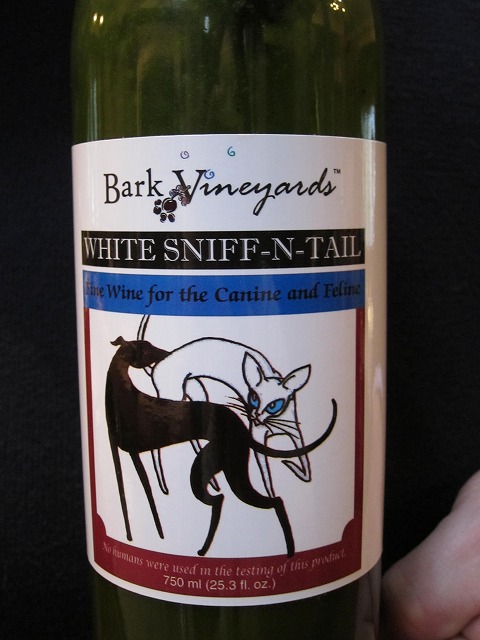 Bark Vineyards™
WHITE SNIFF-N-TAIL
Fine Wine for the Canine and Feline
No humans were used in the testing of this product.
750 ml (25.3 fl. oz.)